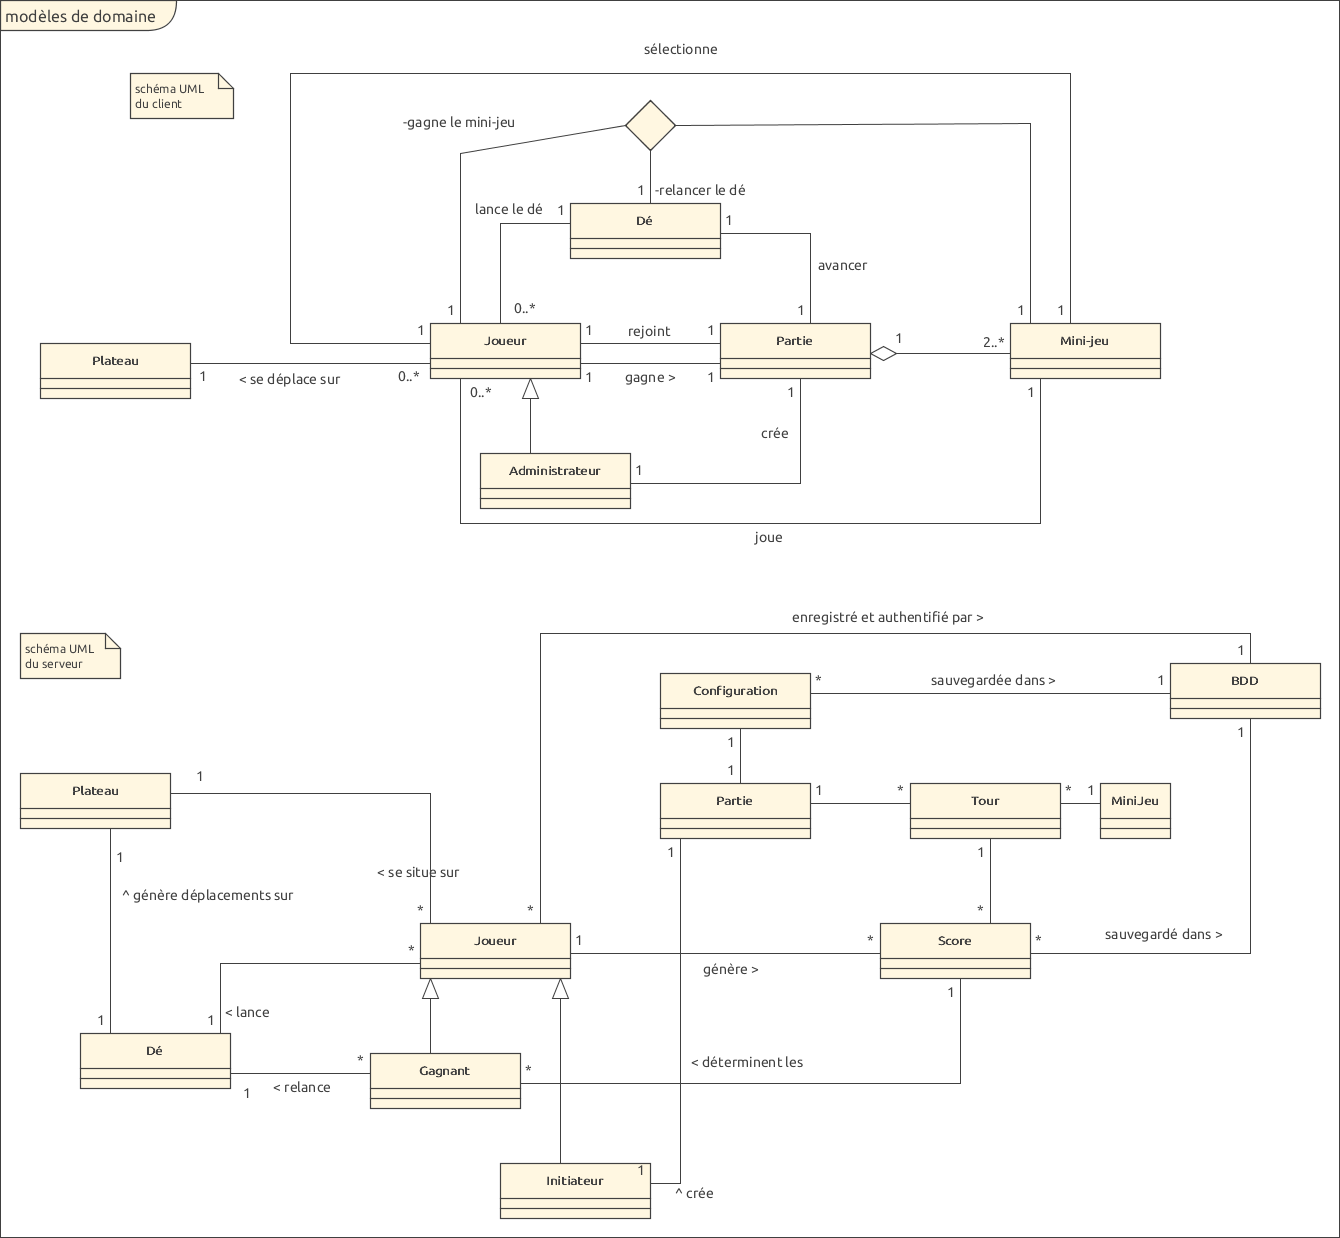 modèles de domaine
sélectionne
schéma UML
du client
-gagne le mini-jeu
1 -relancer le dé
lance le dé 1
Dé
1
avancer
1
0..*
1
1
1
1
Joueur
1
rejoint
1
Partie
1
2..*
Mini-jeu
Plateau
1
< se déplace sur
0..*
0..*
1
gagne >
1
1
1
crée
Administrateur
1
joue
enregistré et authentifié par >
schéma UML
du serveur
1
Configuration
*
sauvegardée dans >
1
BDD
1
1
1
Plateau
1
Partie
1
*
Tour
*
1
MiniJeu
1
1
1
^ génère déplacements sur
< se situe sur
*
*
*
*
Joueur
1
*
Score
*
sauvegardé dans >
génère >
1
1
1
< lance
Dé
*
Gagnant
*
< déterminent les
1
< relance
Initiateur
1
^ crée